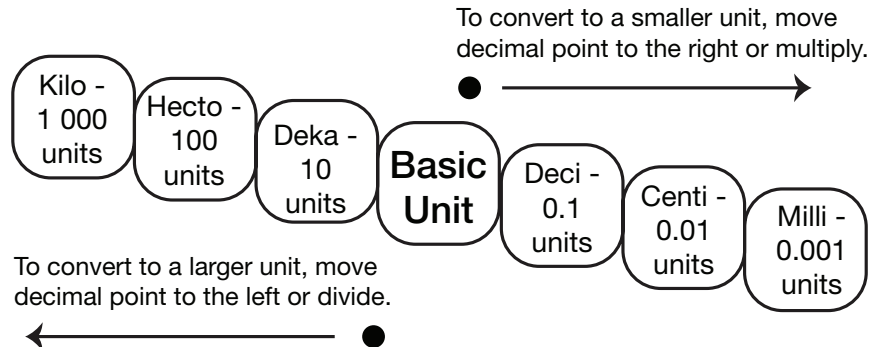 To convert to a smaller unit, move
decimal point to the right or multiply.
Kilo -
1 000
units
Hecto -
100
units
Deka -
10
units
Basic
Unit
Deci -
0.1
units
Centi -
0.01
units
Milli -
0.001
units
To convert to a larger unit, move
decimal point to the left or divide.